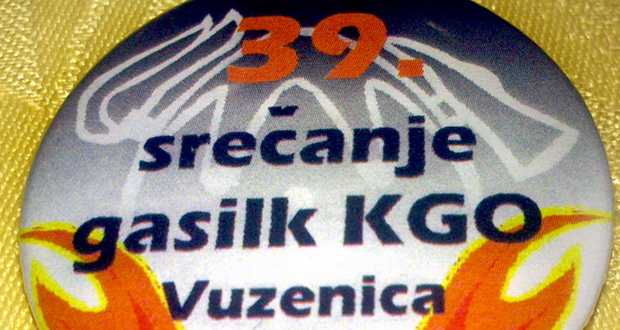 39.
srečanje
gasilk KGO
Vuzenica